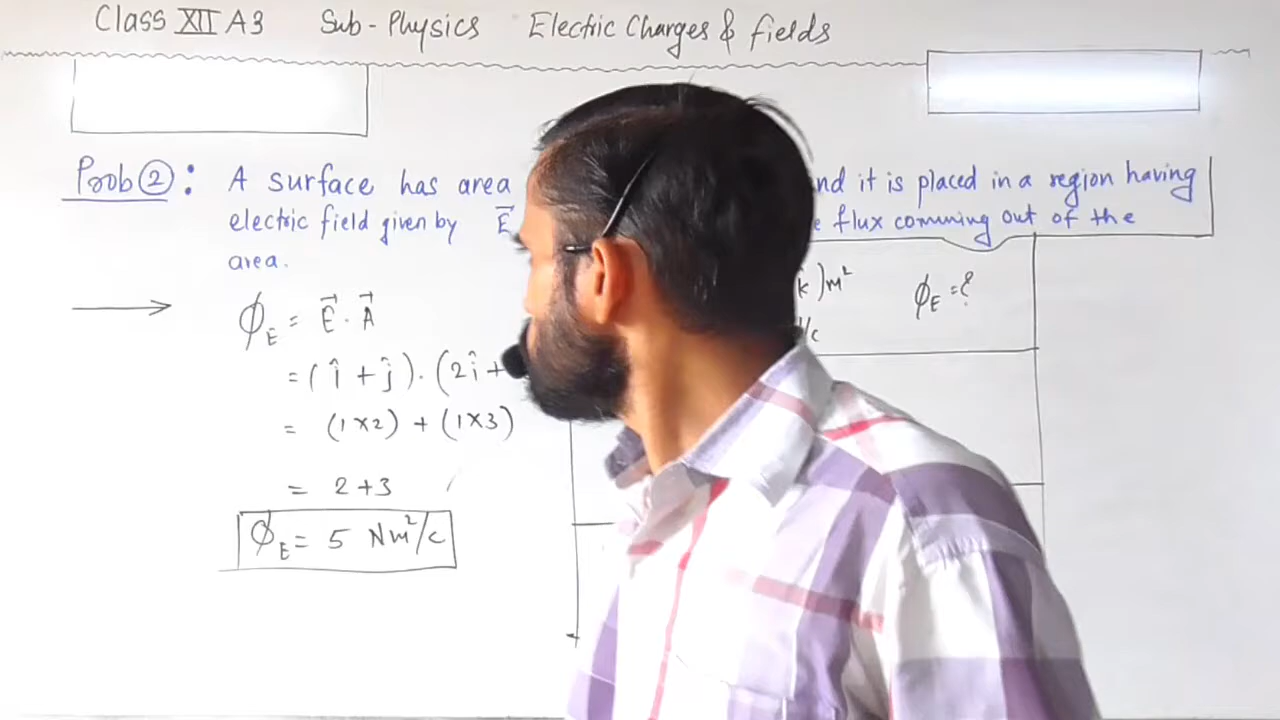 Class XII A3 Sub - Physics Electric Charges & fields
Prob ② : A surface has area nd it is placed in a region having
electric field given by E⃗ e flux comming out of the
area.
k̂ )m² ϕE = ?
/c
ϕE = E⃗ . A⃗
= ( î + ĵ ) . ( 2î +
= (1×2) + (1×3)
= 2+3
ϕE = 5 Nm²/c